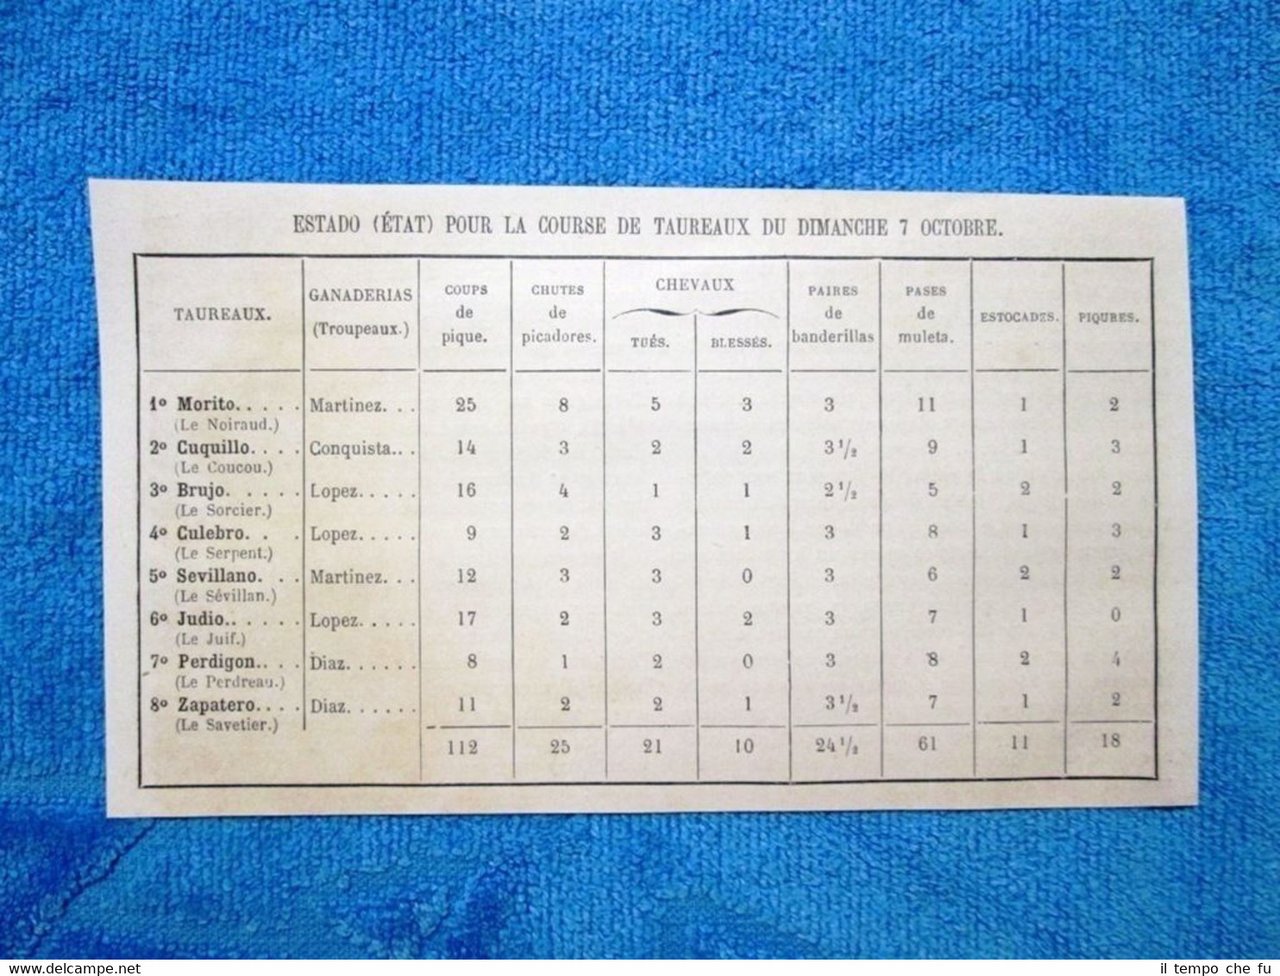 ESTADO (ÉTAT) POUR LA COURSE DE TAUREAUX DU DIMANCHE 7 OCTOBRE.
TAUREAUX. GANADERIAS (Troupeaux.) COUPS de pique. CHUTES de picadores. CHEVAUX TUÉS. BLESSÉS. PAIRES de banderillas PASES de muleta. ESTOCADES. PIQURES.
1º Morito..... Martinez... 25 8 5 3 3 11 1 2
(Le Noiraud.)
2º Cuquillo.... Conquista... 14 3 2 2 3 1/2 9 1 3
(Le Coucou.)
3º Brujo...... Lopez..... 16 4 1 1 2 1/2 5 2 2
(Le Sorcier.)
4º Culebro... Lopez..... 9 2 3 1 3 8 1 3
(Le Serpent.)
5º Sevillano... Martinez... 12 3 3 0 3 6 2 2
(Le Sévillan.)
6º Judio...... Lopez..... 17 2 3 2 3 7 1 0
(Le Juif.)
7º Perdigon.... Diaz...... 8 1 2 0 3 8 2 4
(Le Perdreau.)
8º Zapatero.... Diaz...... 11 2 2 1 3 1/2 7 1 2
(Le Savetier.)
112 25 21 10 24 1/2 61 11 18
www.delcampe.net
il tempo che fu